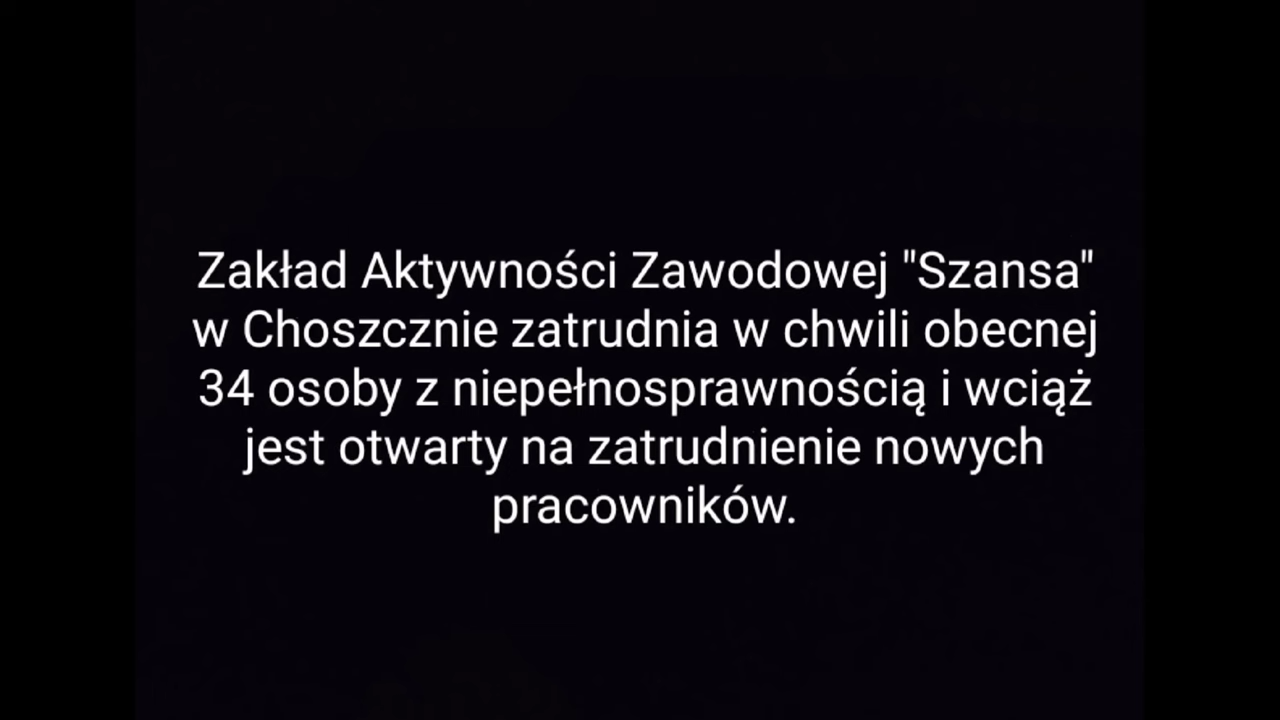 Zakład Aktywności Zawodowej "Szansa"
w Choszcznie zatrudnia w chwili obecnej
34 osoby z niepełnosprawnością i wciąż
jest otwarty na zatrudnienie nowych
pracowników.